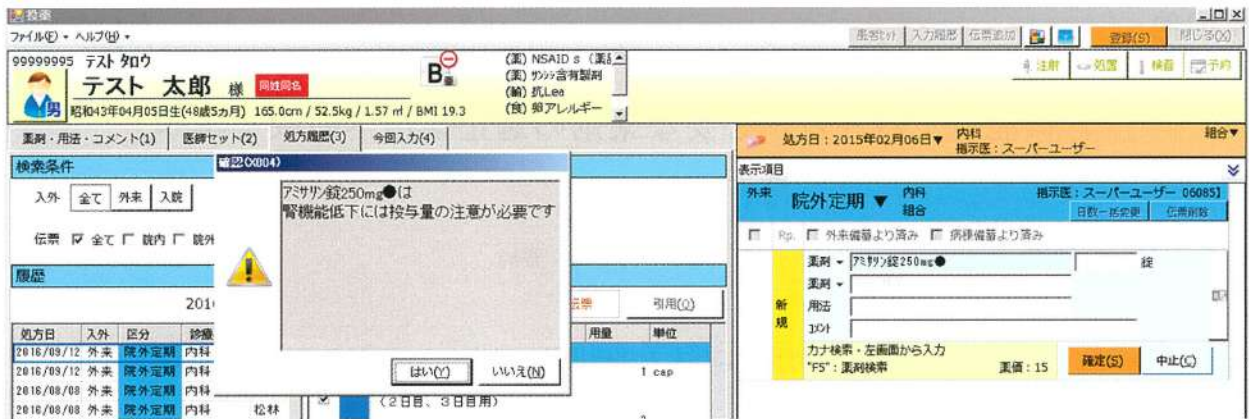 投薬
ファイル(F) ヘルプ(H)
入力履歴 伝票追加 登録(S) 閉じる(X)
99999995 テスト タロウ
テスト 太郎 様 同姓同名
男
昭和43年04月05日生(48歳5ヵ月) 165.0cm / 52.5kg / 1.57 ㎡ / BMI 19.3
B
(薬) NSAIDs (薬
(薬) サンシシ含有製剤
(輸) 抗Lea
(食) 卵アレルギー
注射 処置 検査 予約
薬剤・用法・コメント(1) 医師セット(2) 処方履歴(3) 今回入力(4)
検索条件
入外 全て 外来 入院
伝票 全て 院内 院外
履歴
201
伝票 引用(O)
処方日 入外 区分 診療 用量 単位
2016/09/12 外来 院外定期 内科
2016/09/12 外来 院外定期 内科 1 cap
2016/08/08 外来 院外定期 内科
2016/08/08 外来 院外定期 内科 松林
(2日目、3日目用)
確認(X004)
アミサリン錠250mg●は
腎機能低下には投与量の注意が必要です
はい(Y) いいえ(N)
処方日:2015年02月06日▼ 内科 組合▼
指示医:スーパーユーザー
表示項目
外来 院外定期 ▼ 内科 組合 指示医:スーパーユーザー 06085]
日数一括変更 伝票削除
Rp. 外来備蓄より済み 病棟備蓄より済み
新規
薬剤 アミサリン錠250mg● 錠
薬剤
用法
コメント
カナ検索・左画面から入力
"F5":薬剤検索 薬価:15 確定(S) 中止(C)